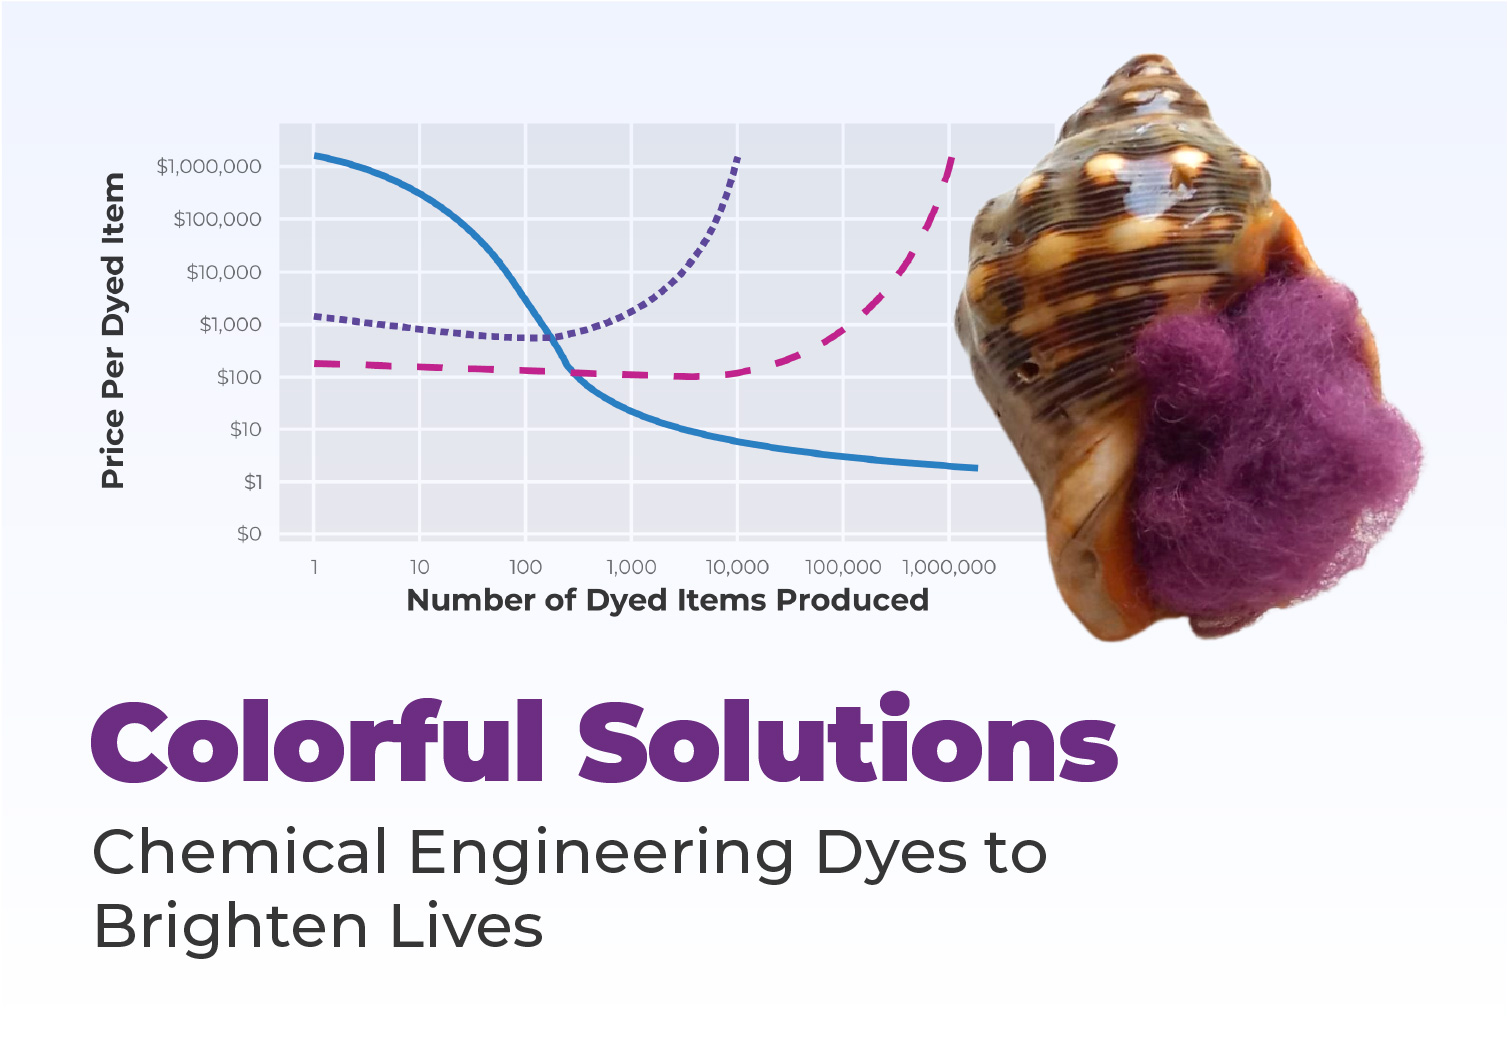 Price Per Dyed Item
$1,000,000
$100,000
$10,000
$1,000
$100
$10
$1
$0
1 10 100 1,000 10,000 100,000 1,000,000
Number of Dyed Items Produced
Colorful Solutions
Chemical Engineering Dyes to
Brighten Lives